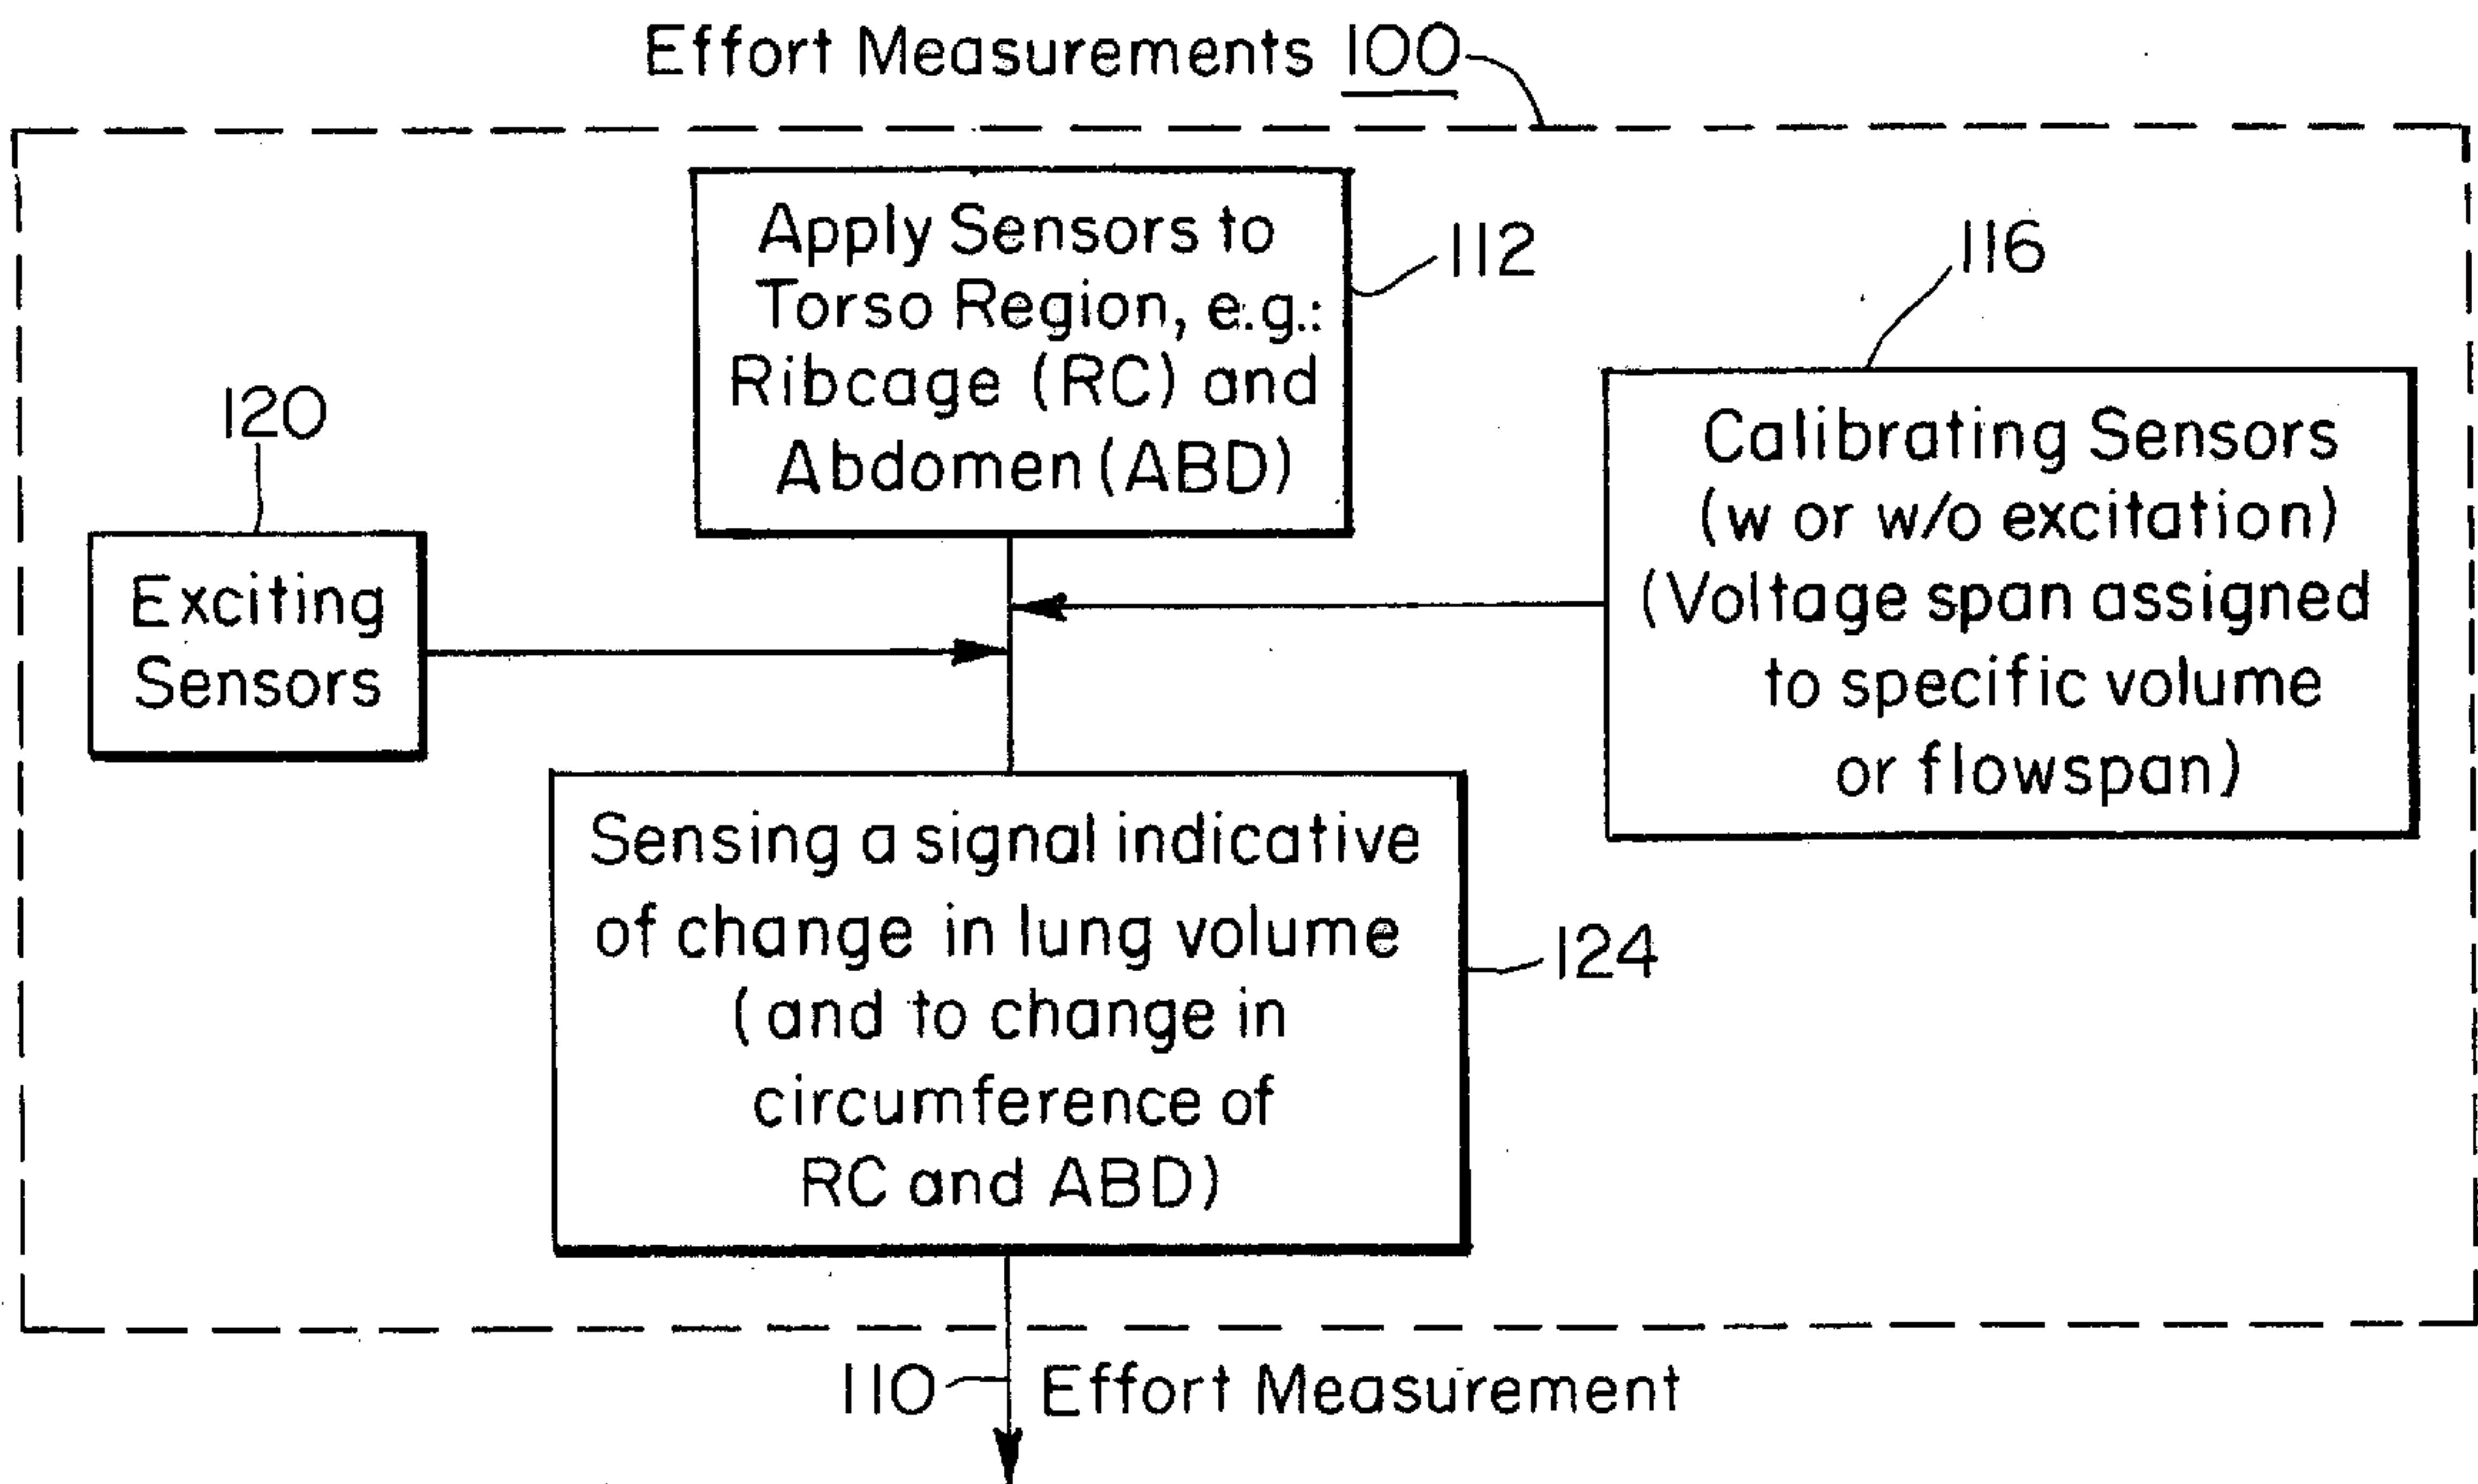 Effort Measurements 100
Apply Sensors to
Torso Region, e.g.:
Ribcage (RC) and
Abdomen (ABD)
112
116
120
Exciting
Sensors
Calibrating Sensors
(w or w/o excitation)
(Voltage span assigned
to specific volume
or flowspan)
Sensing a signal indicative
of change in lung volume
(and to change in
circumference of
RC and ABD)
124
110
Effort Measurement